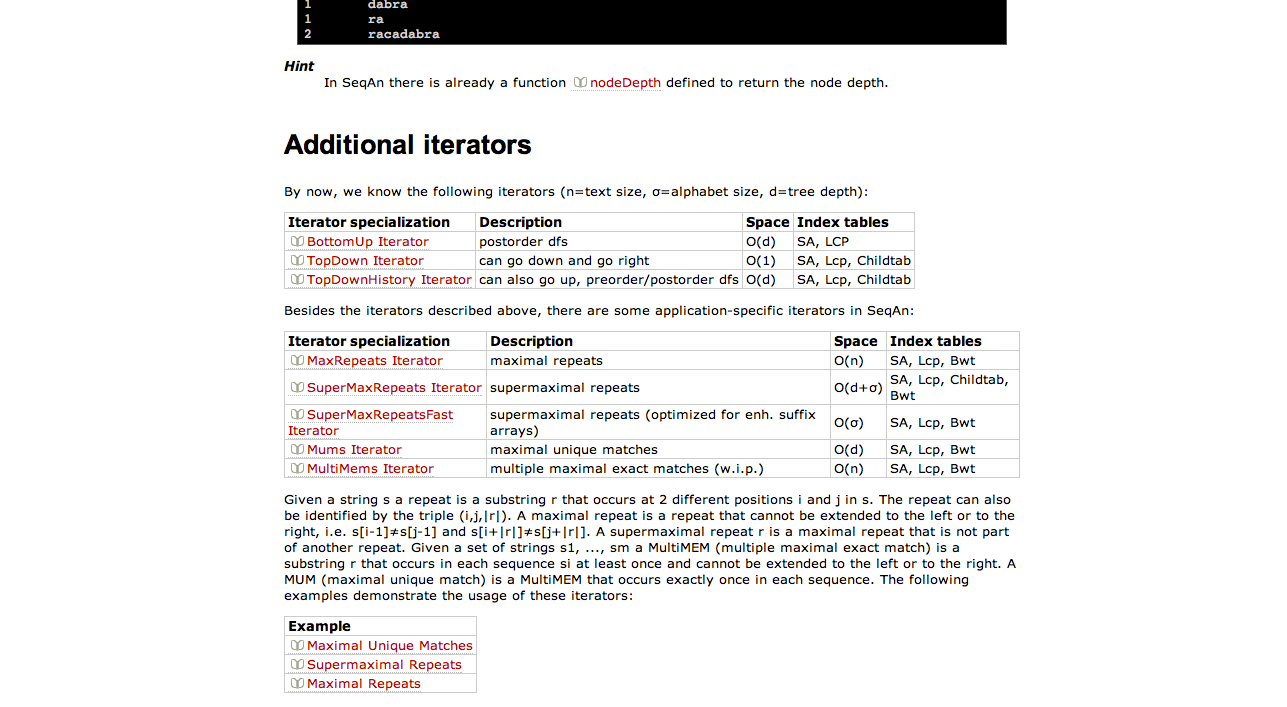 1 dabra
1 ra
2 racadabra
Hint
In SeqAn there is already a function nodeDepth defined to return the node depth.
Additional iterators
By now, we know the following iterators (n=text size, σ=alphabet size, d=tree depth):
Iterator specialization Description Space Index tables
BottomUp Iterator postorder dfs O(d) SA, LCP
TopDown Iterator can go down and go right O(1) SA, Lcp, Childtab
TopDownHistory Iterator can also go up, preorder/postorder dfs O(d) SA, Lcp, Childtab
Besides the iterators described above, there are some application-specific iterators in SeqAn:
Iterator specialization Description Space Index tables
MaxRepeats Iterator maximal repeats O(n) SA, Lcp, Bwt
SuperMaxRepeats Iterator supermaximal repeats O(d+σ) SA, Lcp, Childtab,
Bwt
SuperMaxRepeatsFast
Iterator supermaximal repeats (optimized for enh. suffix
arrays) O(σ) SA, Lcp, Bwt
Mums Iterator maximal unique matches O(d) SA, Lcp, Bwt
MultiMems Iterator multiple maximal exact matches (w.i.p.) O(n) SA, Lcp, Bwt
Given a string s a repeat is a substring r that occurs at 2 different positions i and j in s. The repeat can also
be identified by the triple (i,j,|r|). A maximal repeat is a repeat that cannot be extended to the left or to the
right, i.e. s[i-1]≠s[j-1] and s[i+|r|]≠s[j+|r|]. A supermaximal repeat r is a maximal repeat that is not part
of another repeat. Given a set of strings s1, ..., sm a MultiMEM (multiple maximal exact match) is a
substring r that occurs in each sequence si at least once and cannot be extended to the left or to the right. A
MUM (maximal unique match) is a MultiMEM that occurs exactly once in each sequence. The following
examples demonstrate the usage of these iterators:
Example
Maximal Unique Matches
Supermaximal Repeats
Maximal Repeats